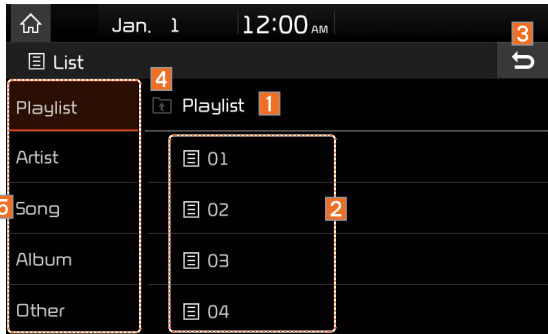 Jan. 1 12:00 AM
3
List
4
Playlist
Playlist 1
Artist
01
5
Song
02
2
Album
03
Other
04